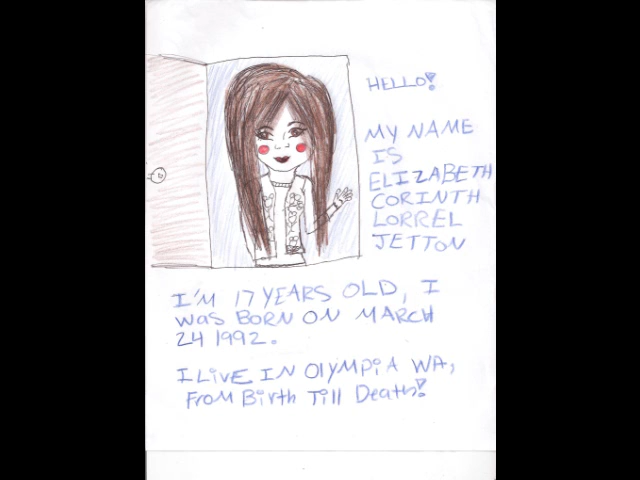 HELLO!
MY NAME
IS
ELIZABETH
CORINTH
LORREL
JETTON
I'M 17 YEARS OLD, I
WAS BORN ON MARCH
24 1992.
I LiVE IN OlYMPiA WA,
FROM BiRth Till Death!